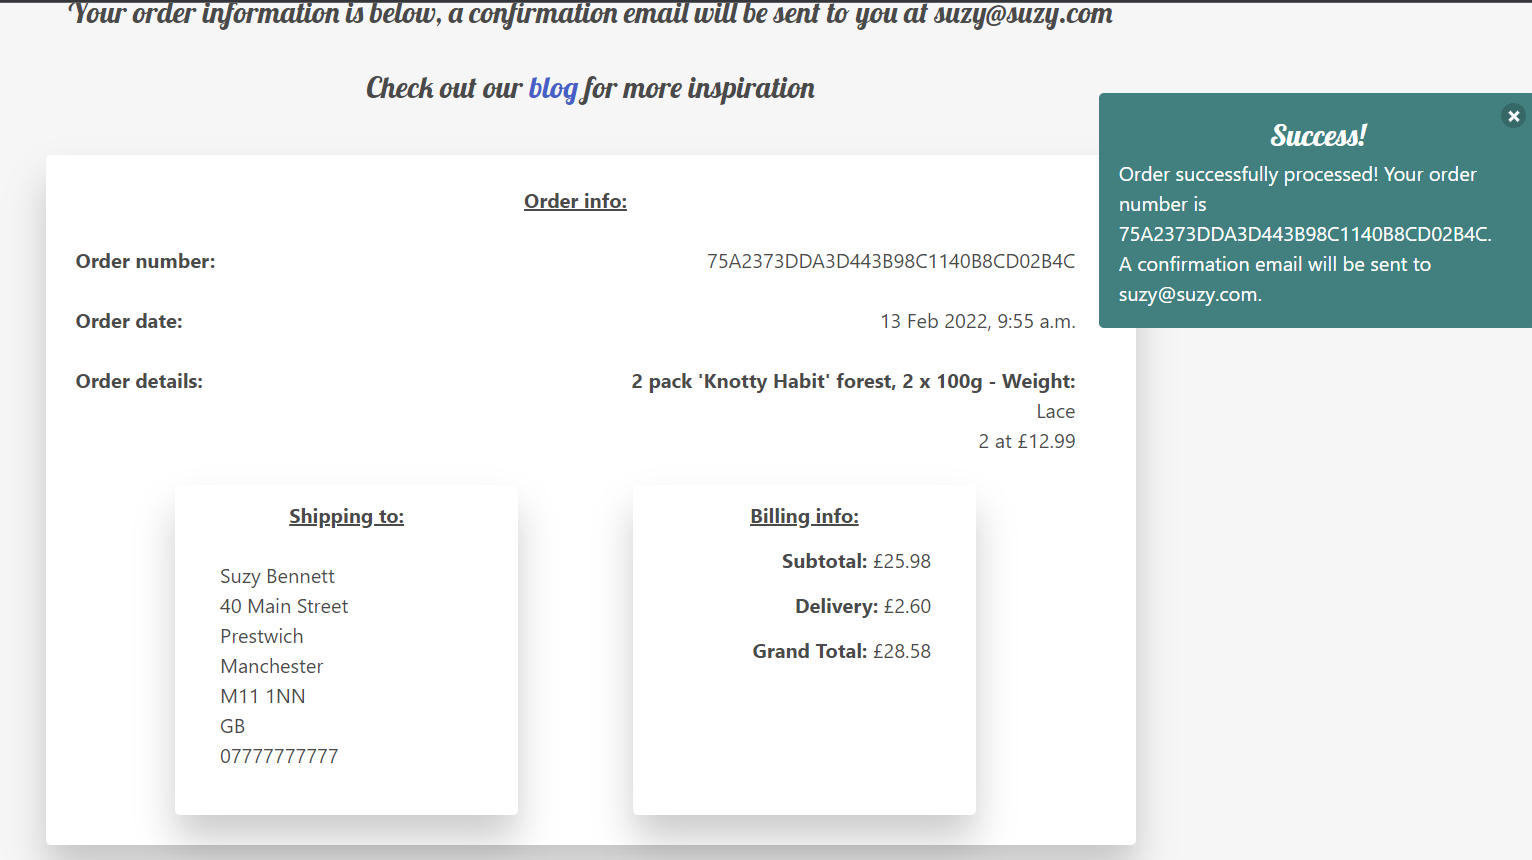 Your order information is below, a confirmation email will be sent to you at suzy@suzy.com
Check out our blog for more inspiration
Success!
Order successfully processed! Your order
number is
75A2373DDA3D443B98C1140B8CD02B4C.
A confirmation email will be sent to
suzy@suzy.com.
Order info:
Order number: 75A2373DDA3D443B98C1140B8CD02B4C
Order date: 13 Feb 2022, 9:55 a.m.
Order details: 2 pack 'Knotty Habit' forest, 2 x 100g - Weight:
Lace
2 at £12.99
Shipping to:
Suzy Bennett
40 Main Street
Prestwich
Manchester
M11 1NN
GB
07777777777
Billing info:
Subtotal: £25.98
Delivery: £2.60
Grand Total: £28.58